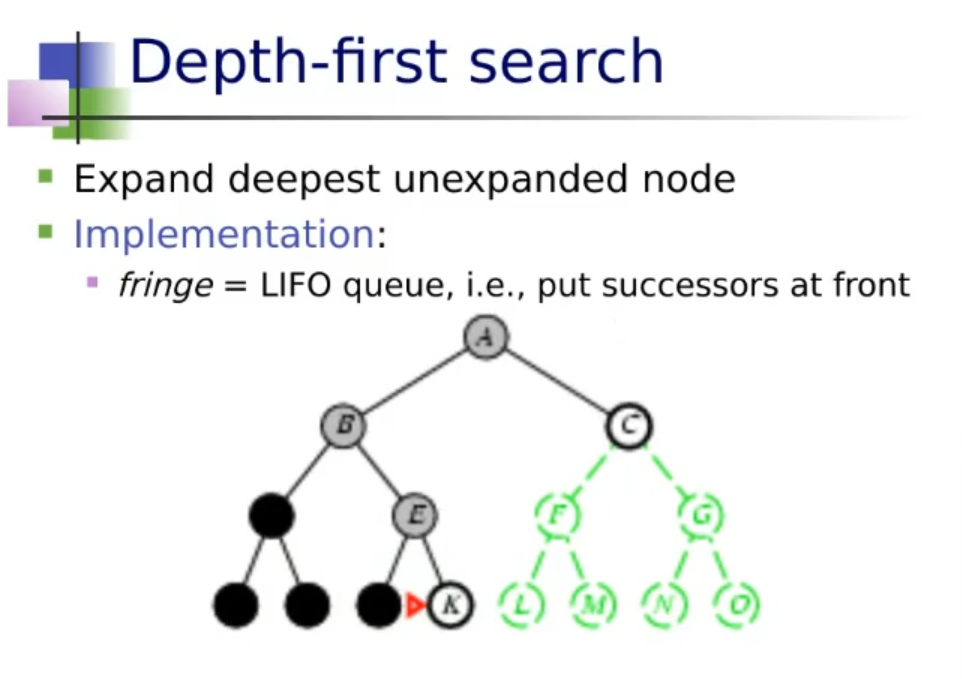 Depth-first search
Expand deepest unexpanded node
Implementation:
fringe = LIFO queue, i.e., put successors at front
A
B
C
E
F
G
K
L
M
N
O